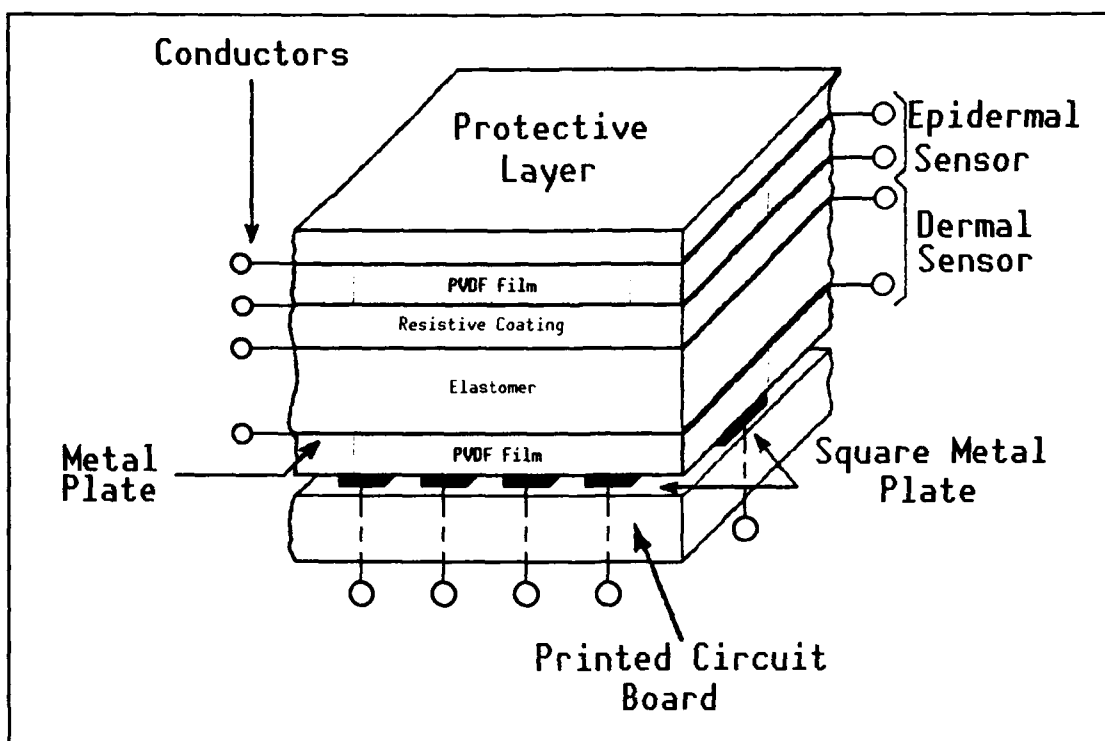 Conductors
Protective
Layer
Epidermal
Sensor
Dermal
Sensor
PVDF Film
Resistive Coating
Elastomer
PVDF Film
Metal
Plate
Square Metal
Plate
Printed Circuit
Board